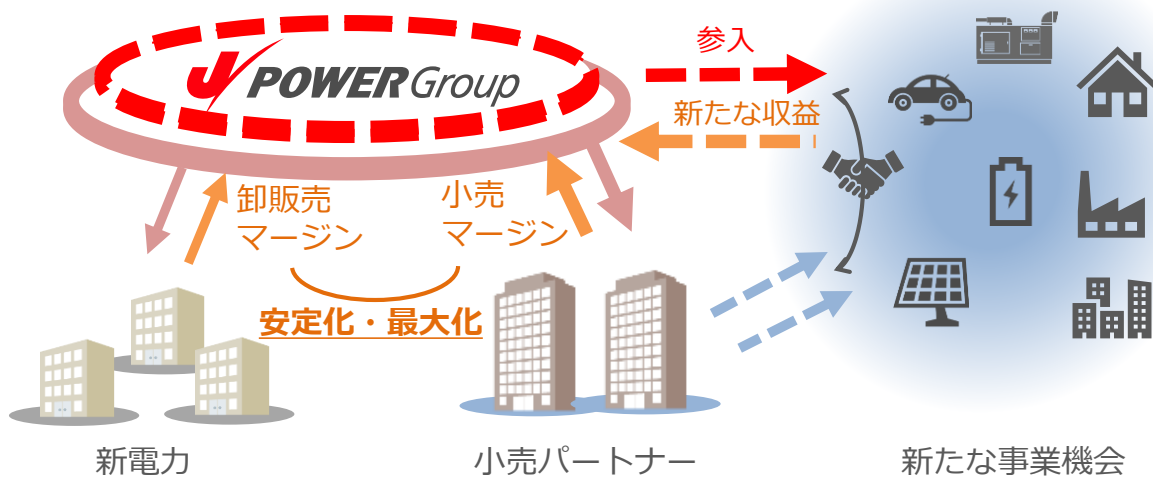 J POWER Group
参入
新たな収益
卸販売
マージン
小売
マージン
安定化・最大化
新電力
小売パートナー
新たな事業機会